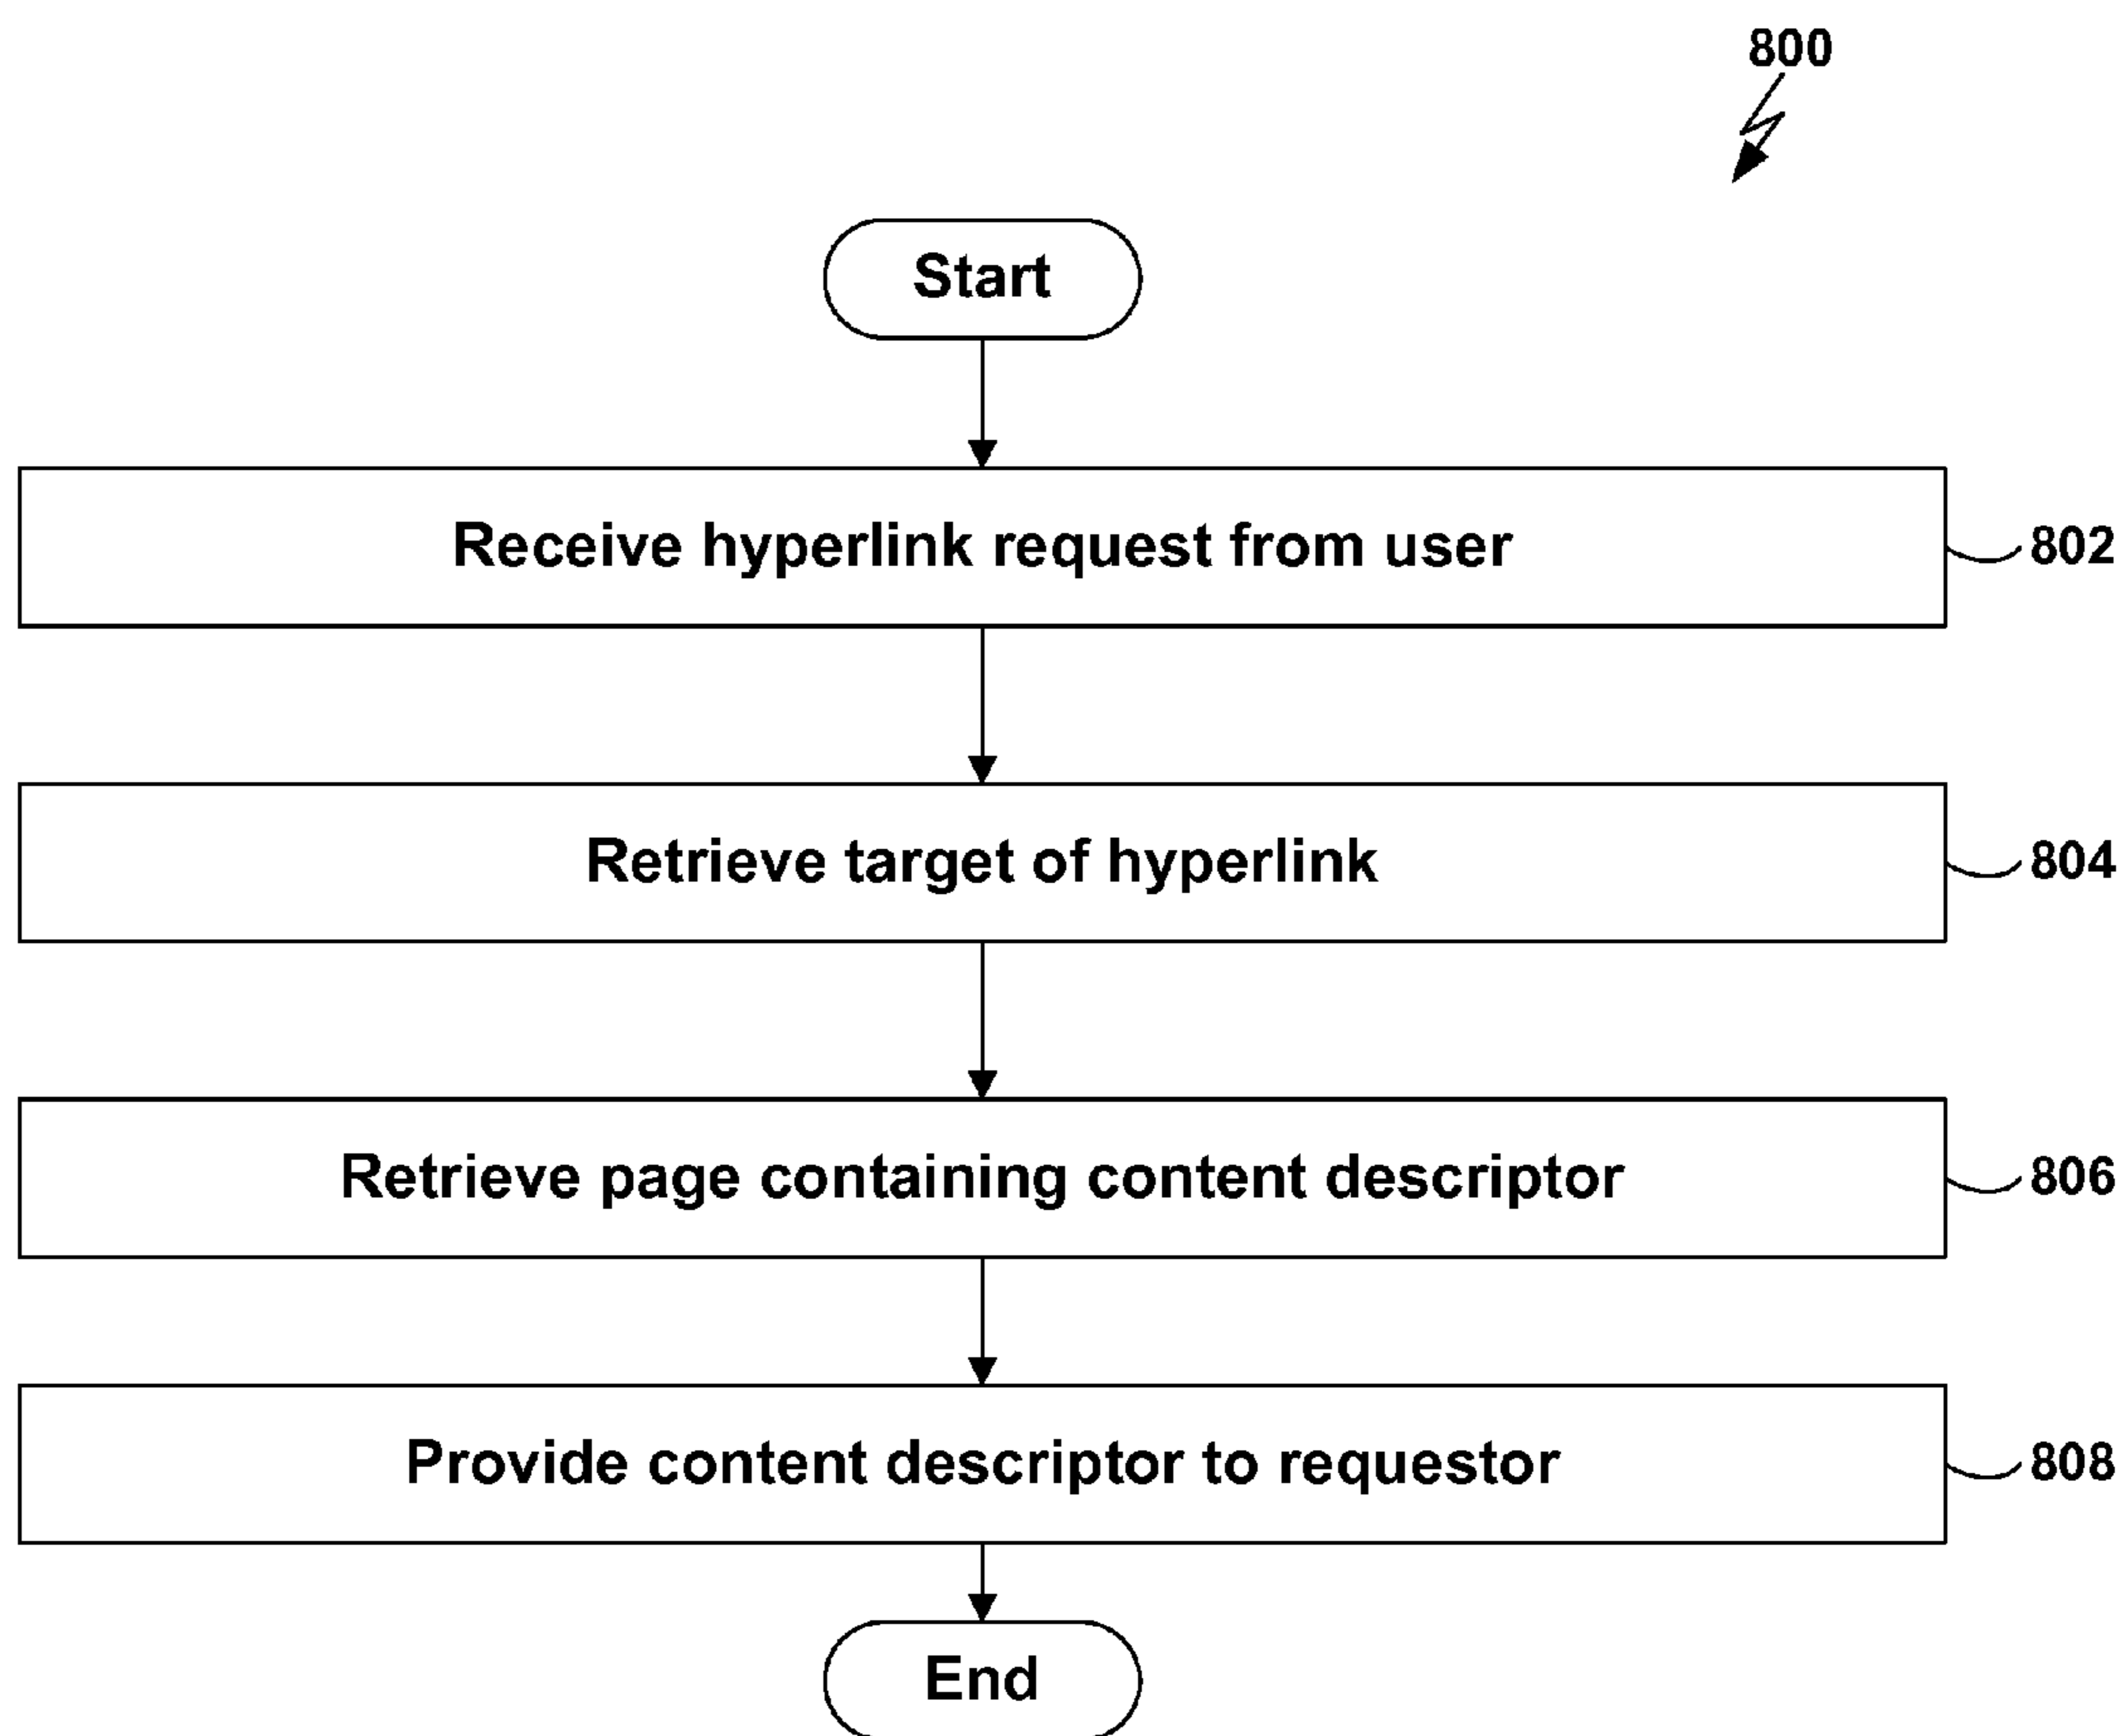 800
Start
Receive hyperlink request from user
802
Retrieve target of hyperlink
804
Retrieve page containing content descriptor
806
Provide content descriptor to requestor
808
End